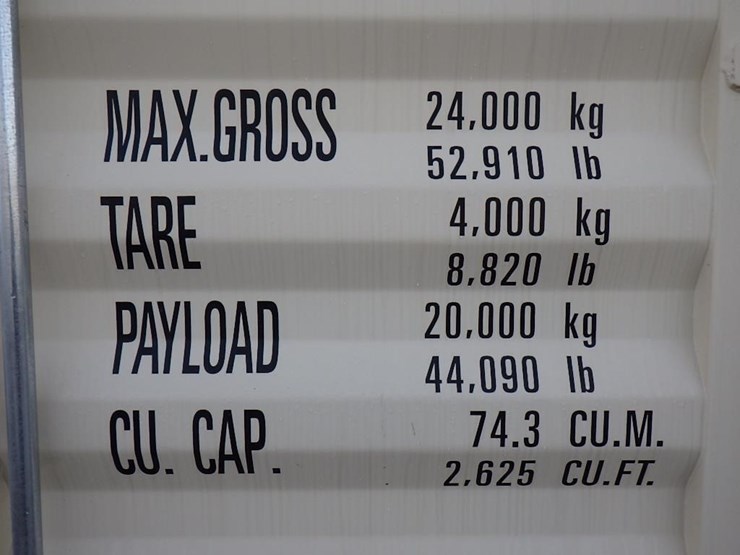 MAX.GROSS 24,000 kg
52,910 lb
TARE 4,000 kg
8,820 lb
PAYLOAD 20,000 kg
44,090 lb
CU. CAP. 74.3 CU.M.
2,625 CU.FT.